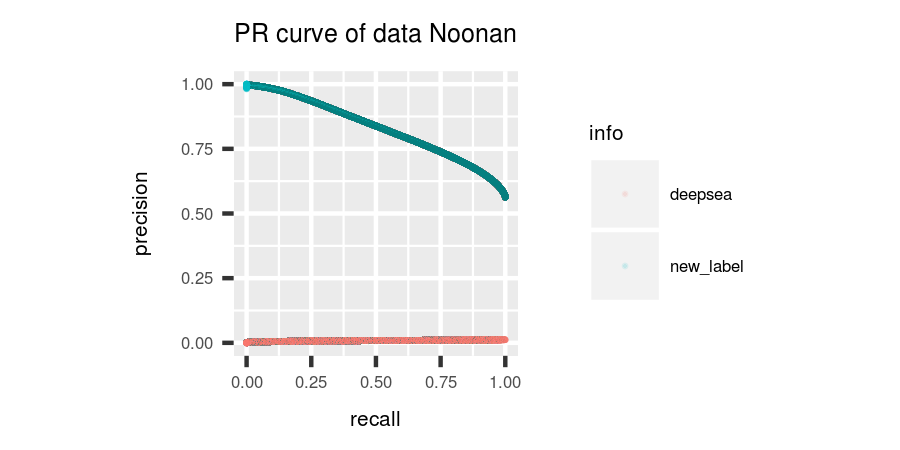 PR curve of data Noonan
precision
1.00
0.75
0.50
0.25
0.00
0.00 0.25 0.50 0.75 1.00
recall
info
deepsea
new_label